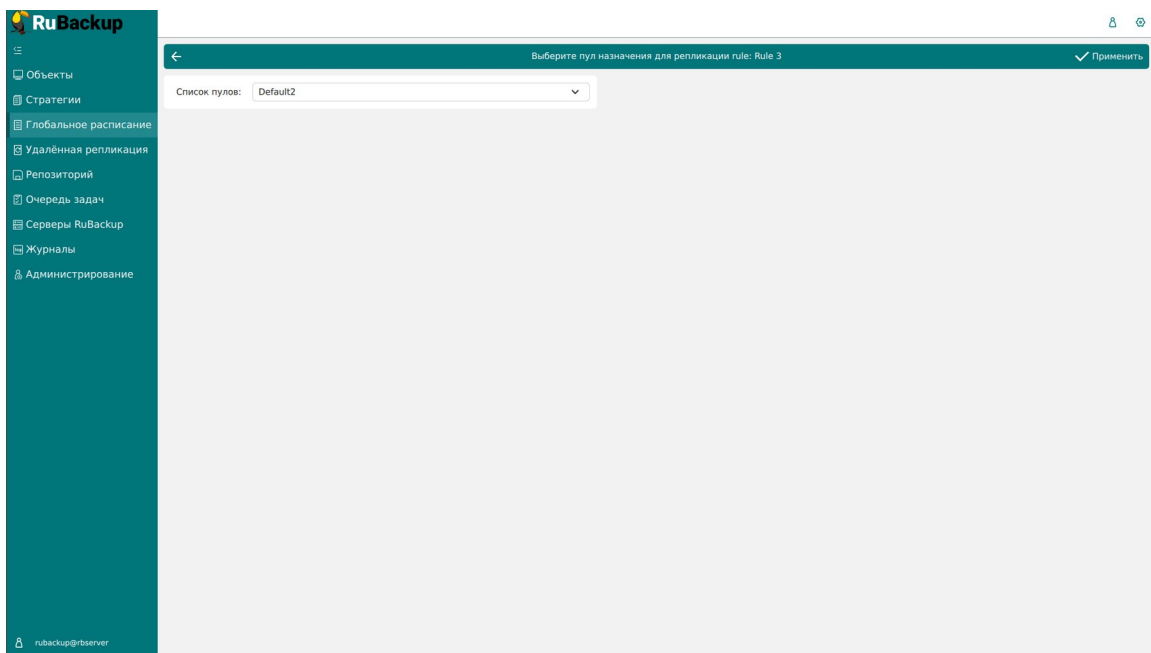 RuBackup
Выберите пул назначения для репликации rule: Rule 3
Применить
Список пулов: Default2
Объекты
Стратегии
Глобальное расписание
Удалённая репликация
Репозиторий
Очередь задач
Серверы RuBackup
Журналы
Администрирование
rubackup@rbserver